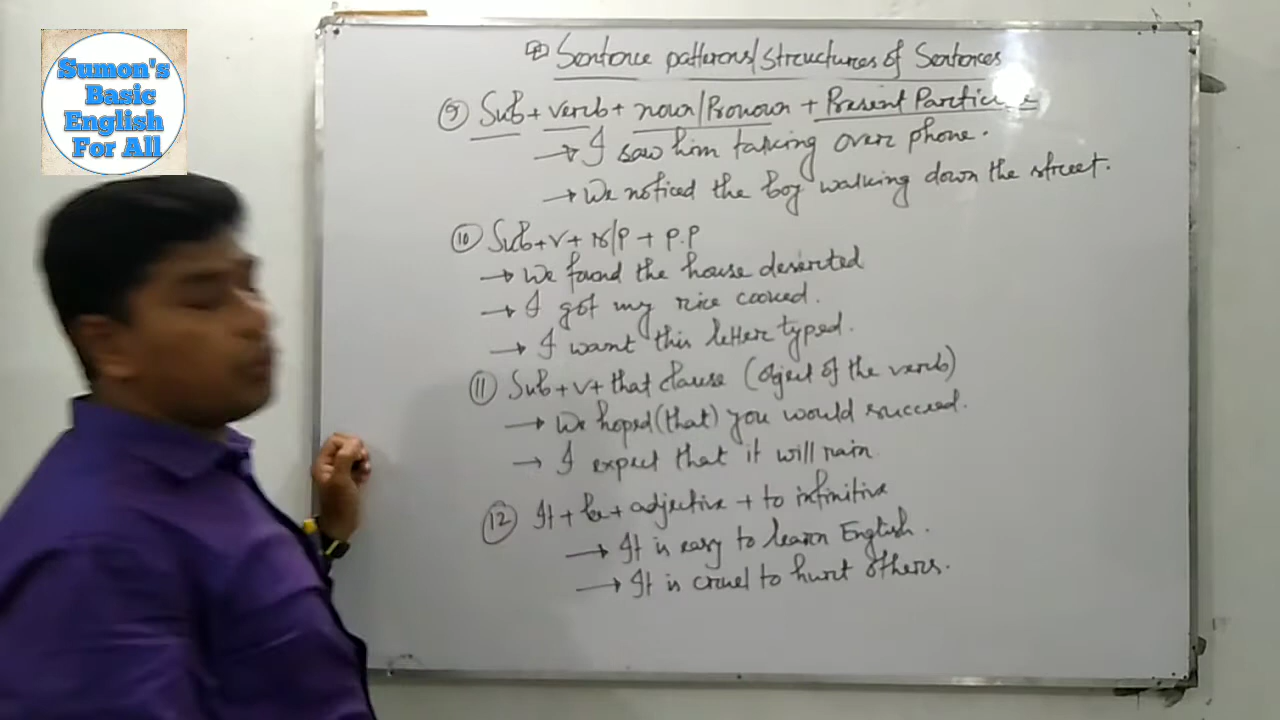 Sumon's
Basic
English
For All
Sentence patterns/structures of Sentences
9 Sub + verb + noun/Pronoun + Present Participle
→ I saw him talking over phone.
→ We noticed the boy walking down the street.
10 Sub + V + N/P + P.P
→ We found the house deserted
→ I got my rice cooked.
→ I want this letter typed.
11 Sub + V + that clause (object of the verb)
→ We hoped (that) you would succeed.
→ I expect that it will rain
12 It + be + adjective + to infinitive
→ It is easy to learn English.
→ It is cruel to hurt others.